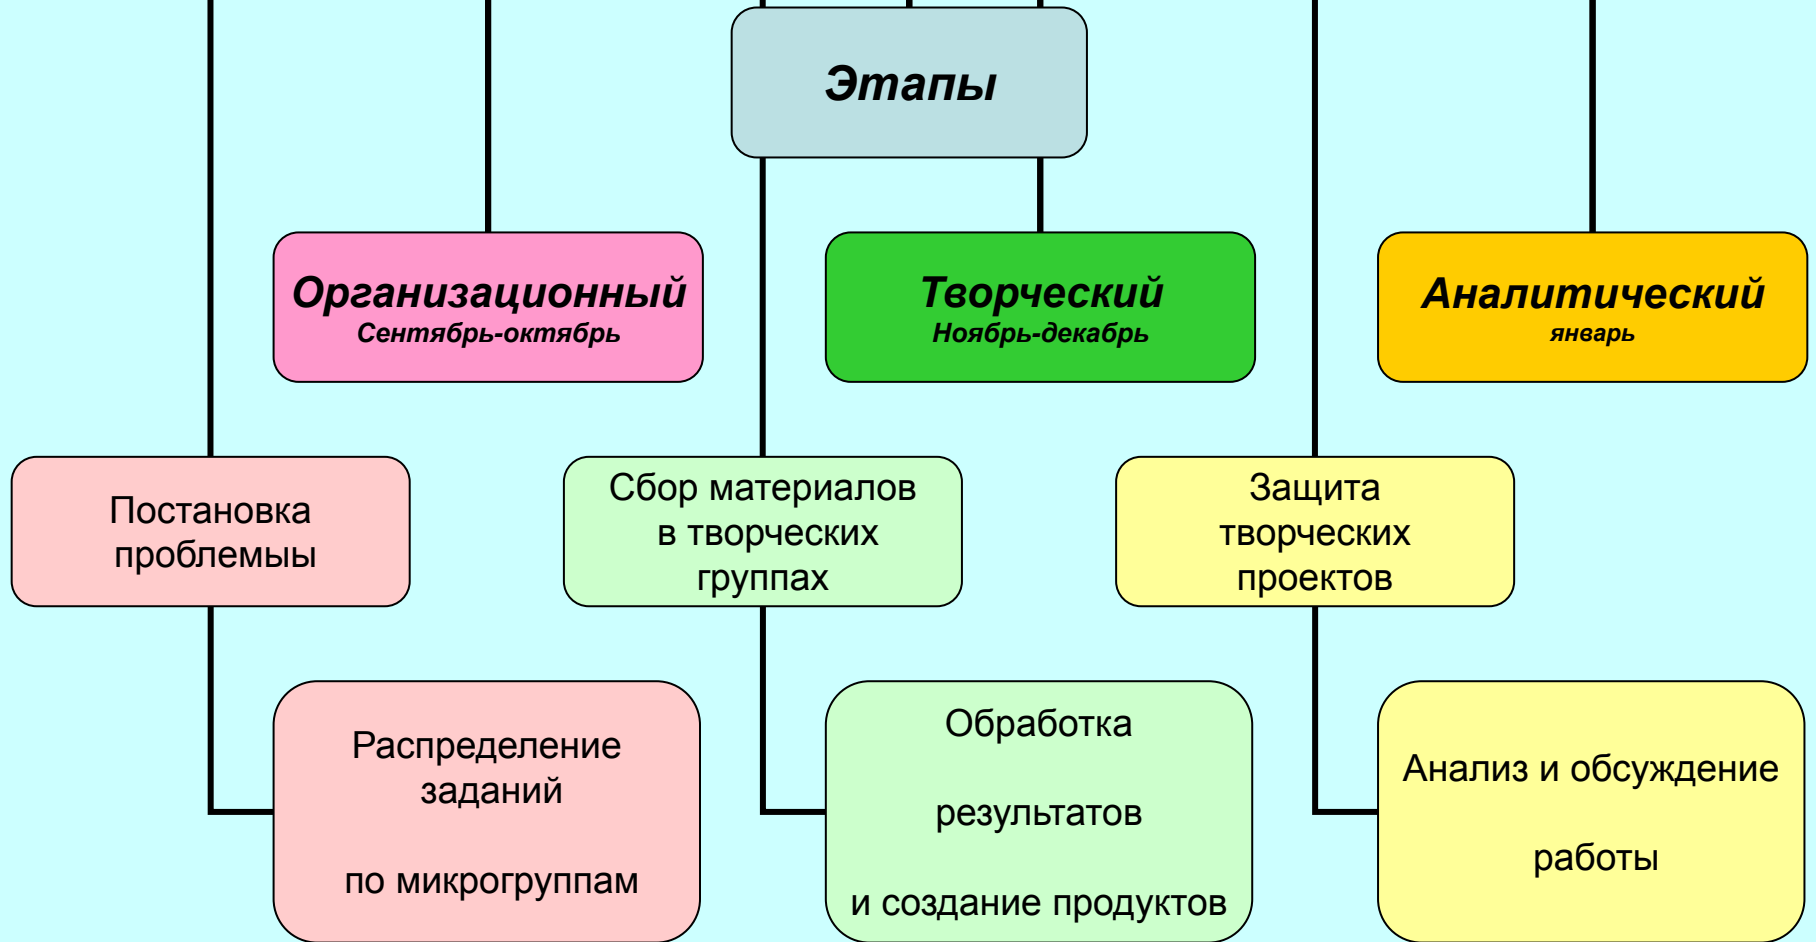 Этапы
Организационный
Сентябрь-октябрь
Творческий
Ноябрь-декабрь
Аналитический
январь
Постановка
проблемыы
Сбор материалов
в творческих
группах
Защита
творческих
проектов
Распределение
заданий
по микрогруппам
Обработка
результатов
и создание продуктов
Анализ и обсуждение
работы